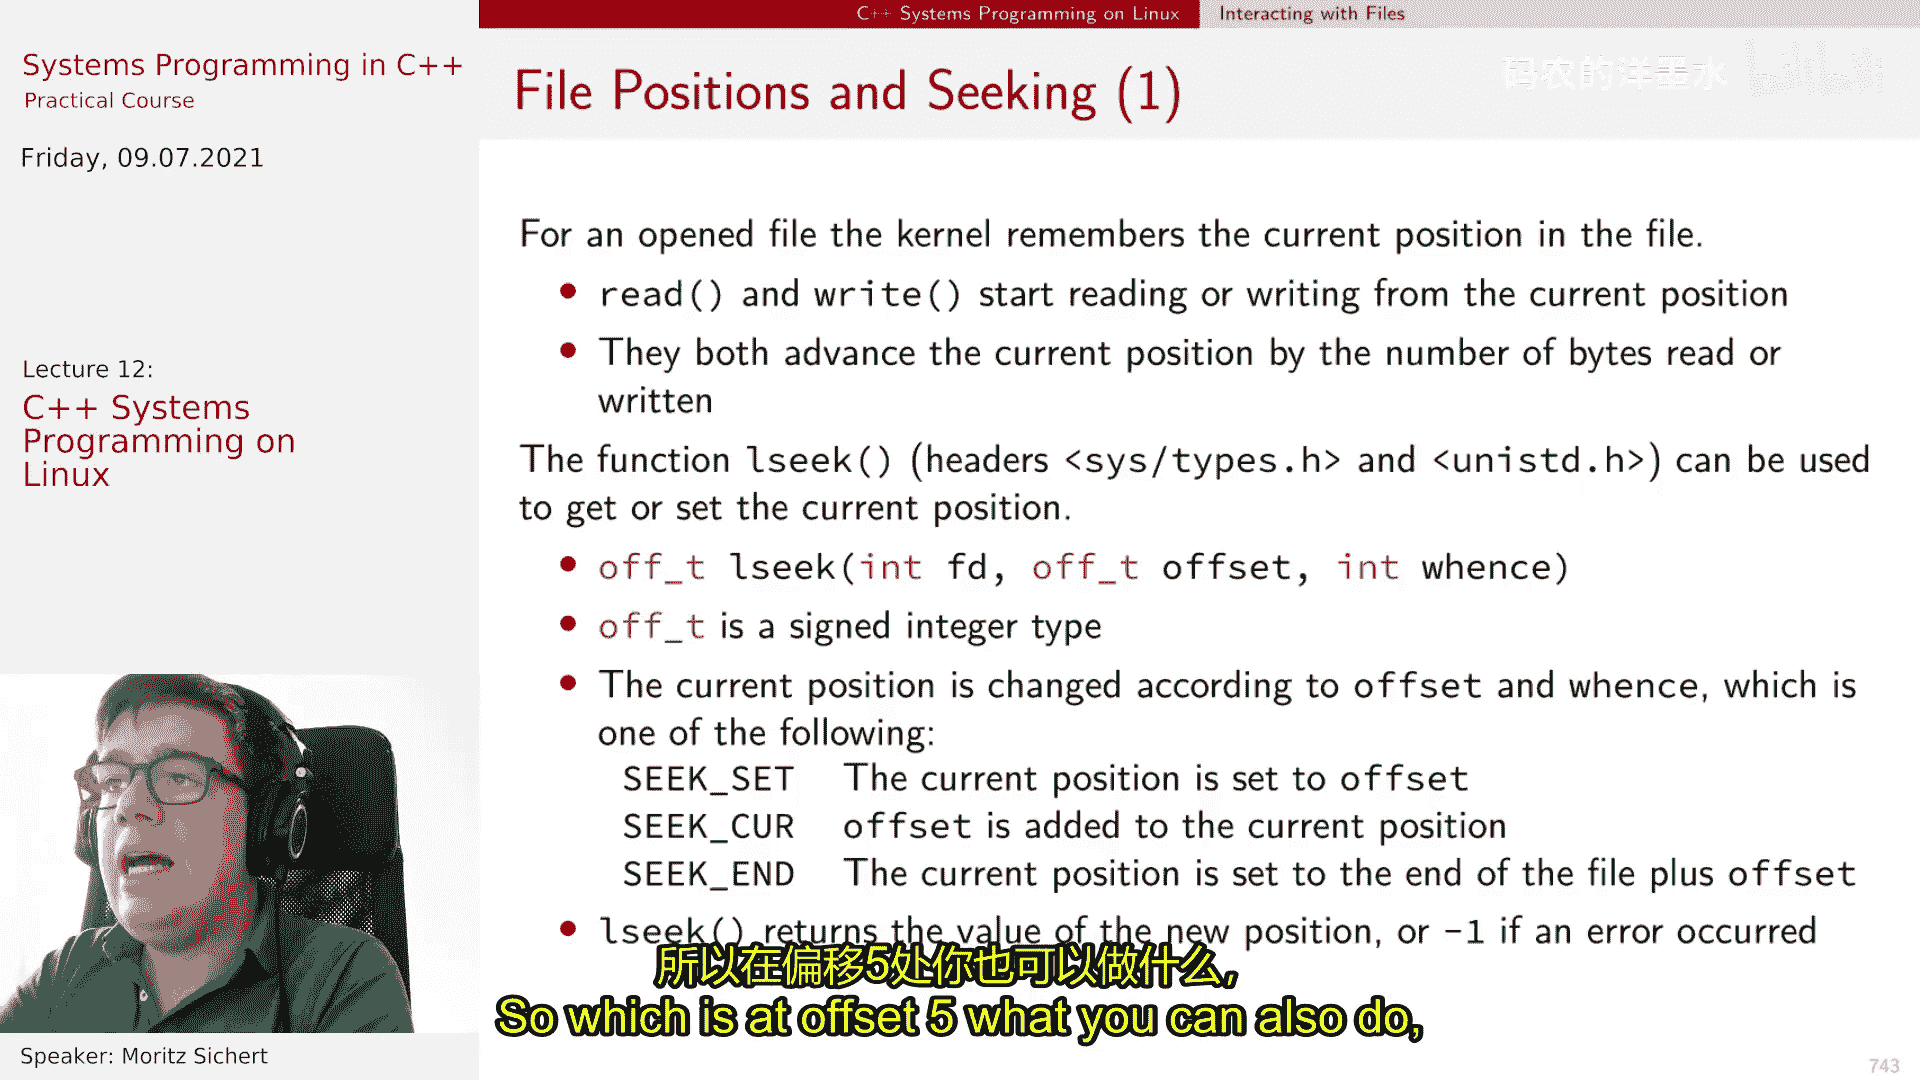 C++ Systems Programming on Linux
Interacting with Files
Systems Programming in C++
Practical Course
Friday, 09.07.2021
Lecture 12:
C++ Systems
Programming on
Linux
File Positions and Seeking (1)
码农的洋墨水
For an opened file the kernel remembers the current position in the file.
• read() and write() start reading or writing from the current position
• They both advance the current position by the number of bytes read or
written
The function lseek() (headers <sys/types.h> and <unistd.h>) can be used
to get or set the current position.
• off_t lseek(int fd, off_t offset, int whence)
• off_t is a signed integer type
• The current position is changed according to offset and whence, which is
one of the following:
SEEK_SET The current position is set to offset
SEEK_CUR offset is added to the current position
SEEK_END The current position is set to the end of the file plus offset
• lseek() returns the value of the new position, or -1 if an error occurred
所以在偏移5处你也可以做什么,
So which is at offset 5 what you can also do,
Speaker: Moritz Sichert
743